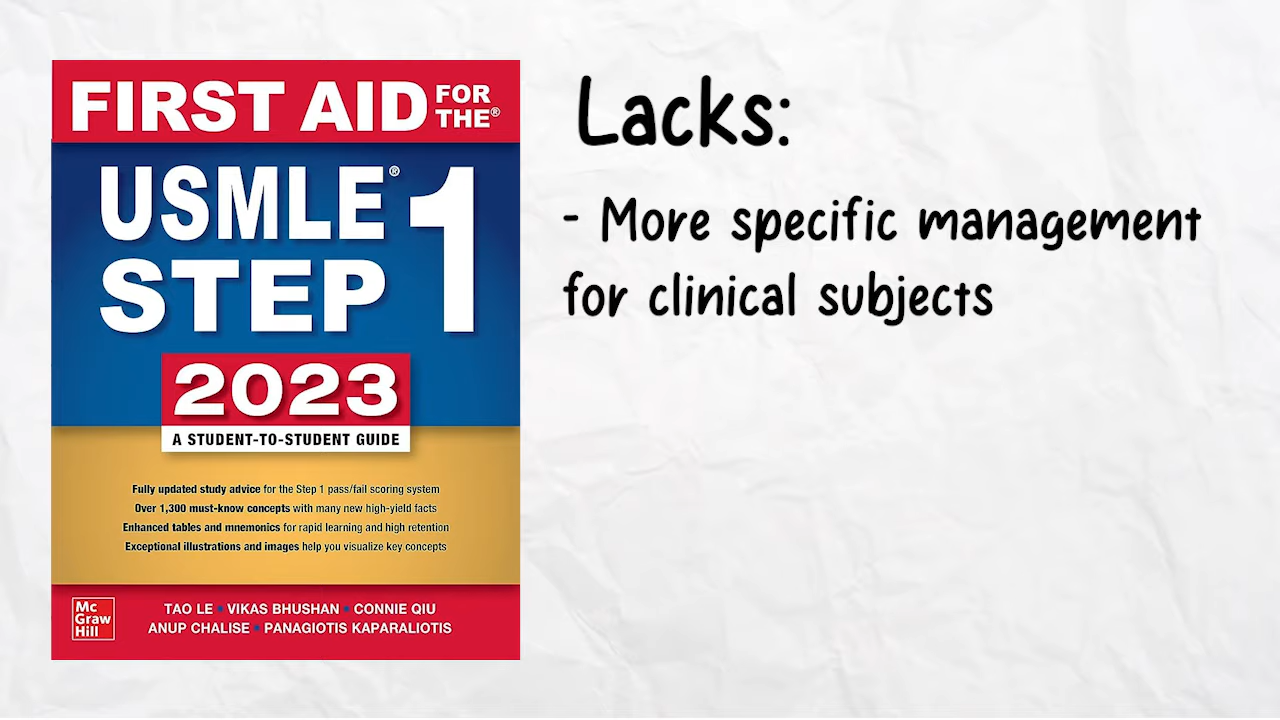 FIRST AID FOR THE®
USMLE® 1
STEP
2023
A STUDENT-TO-STUDENT GUIDE
Fully updated study advice for the Step 1 pass/fail scoring system
Over 1,300 must-know concepts with many new high-yield facts
Enhanced tables and mnemonics for rapid learning and high retention
Exceptional illustrations and images help you visualize key concepts
Mc
Graw
Hill
TAO LE • VIKAS BHUSHAN • CONNIE QIU
ANUP CHALISE • PANAGIOTIS KAPARALIOTIS
Lacks:
- More specific management
for clinical subjects